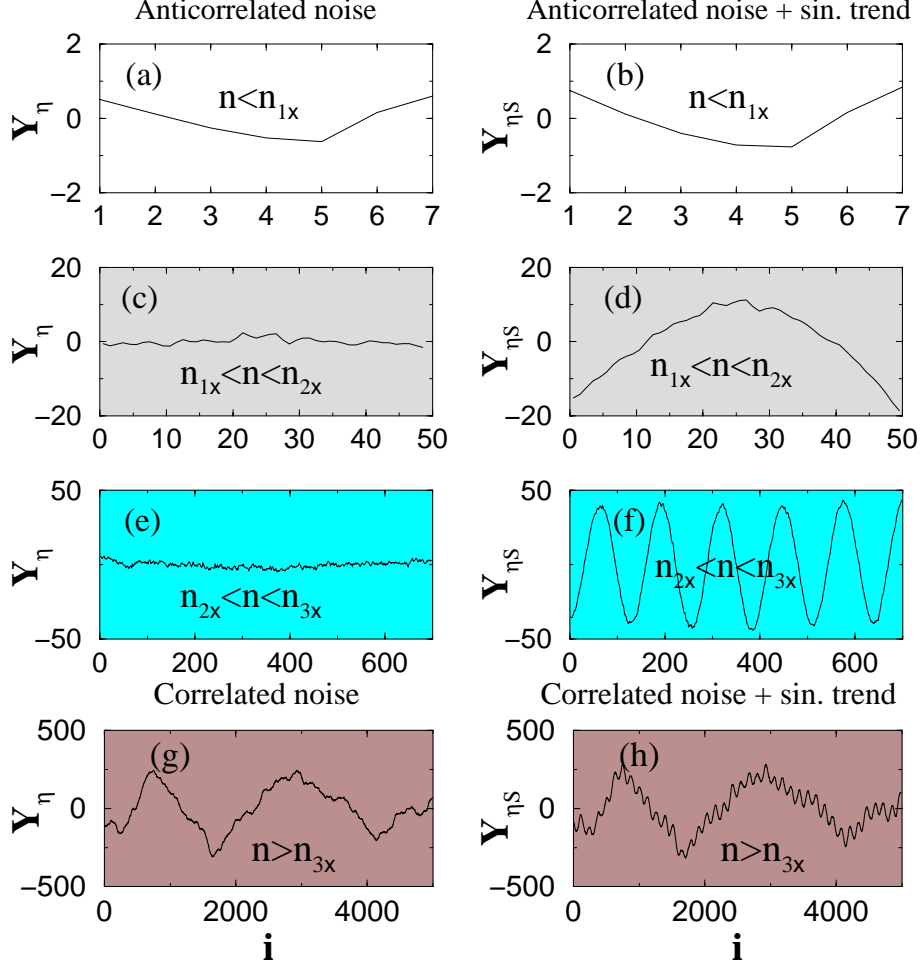 Anticorrelated noise
Anticorrelated noise + sin. trend
2
0
−2
Yη
(a)
n<n1x
1 2 3 4 5 6 7
2
0
−2
YηS
(b)
n<n1x
1 2 3 4 5 6 7
20
0
−20
Yη
(c)
n1x<n<n2x
0 10 20 30 40 50
20
0
−20
YηS
(d)
n1x<n<n2x
0 10 20 30 40 50
50
0
−50
Yη
(e)
n2x<n<n3x
0 200 400 600
50
0
−50
YηS
(f)
n2x<n<n3x
0 200 400 600
Correlated noise
Correlated noise + sin. trend
500
0
−500
Yη
(g)
n>n3x
0 2000 4000
i
500
0
−500
YηS
(h)
n>n3x
0 2000 4000
i